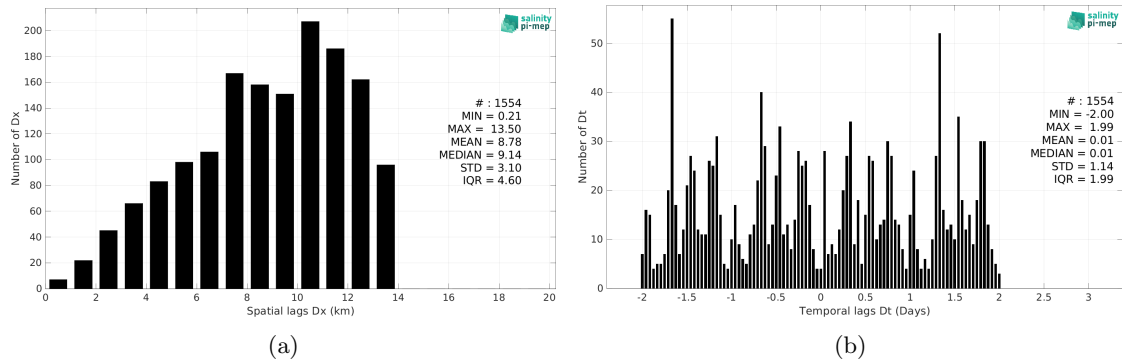 salinity
pi-mep
200
180
160
140
120
100
80
60
40
20
0
Number of Dx
# : 1554
MIN = 0.21
MAX = 13.50
MEAN = 8.78
MEDIAN = 9.14
STD = 3.10
IQR = 4.60
0 2 4 6 8 10 12 14 16 18 20
Spatial lags Dx (km)
(a)
salinity
pi-mep
50
40
30
20
10
0
Number of Dt
# : 1554
MIN = -2.00
MAX = 1.99
MEAN = 0.01
MEDIAN = 0.01
STD = 1.14
IQR = 1.99
-2 -1.5 -1 -0.5 0 0.5 1 1.5 2 2.5 3
Temporal lags Dt (Days)
(b)